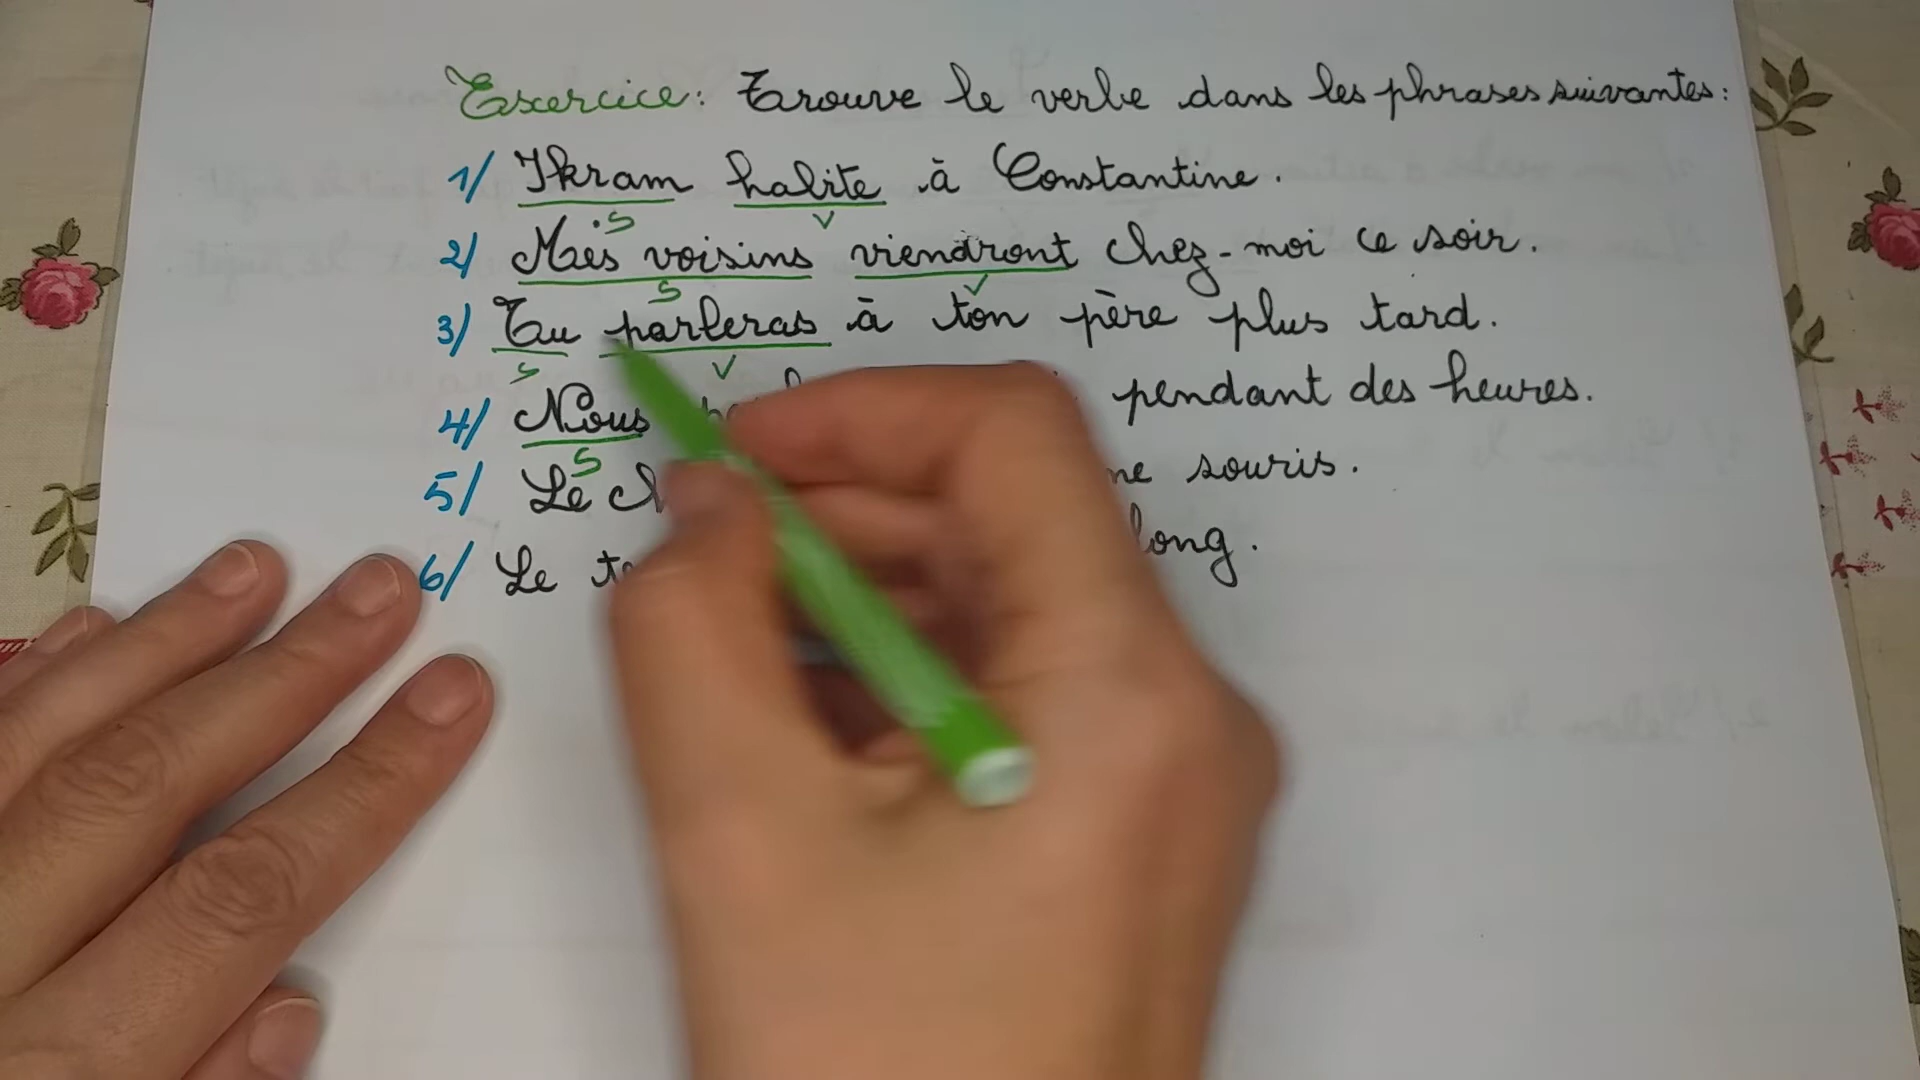 Exercice: Trouve le verbe dans les phrases suivantes:
1/ Ikram habite à Constantine.
S V
2/ Mes voisins viendront chez-moi ce soir.
S V
3/ Tu parleras à ton père plus tard.
S V
4/ Nous pendant des heures.
S
5/ Le souris.
6/ Le long.